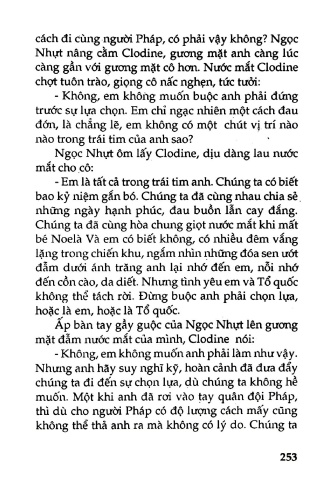 cách đi cùng người Pháp, có phải vậy không? Ngọc
Nhựt nâng cằm Clodine, gương mặt anh càng lúc
càng gần với gương mặt cô hơn. Nước mắt Clodine
chợt tuôn trào, giọng cô nấc nghẹn, tức tưởi:
- Không, em không muốn buộc anh phải đứng
trước sự lựa chọn. Em chỉ ngạc nhiên một cách đau
đớn, là chẳng lẽ, em không có một chút vị trí nào
nào trong trái tim của anh sao?
Ngọc Nhựt ôm lấy Clodine, dịu dàng lau nước
mắt cho cô:
- Em là tất cả trong trái tim anh. Chúng ta có biết
bao kỷ niệm gắn bó. Chúng ta đã cùng nhau chia sẻ
những ngày hạnh phúc, đau buồn lẫn cay đắng.
Chúng ta đã cùng hòa chung giọt nước mắt khi mất
bé Noelà Và em có biết không, có nhiều đêm vắng
lặng trong chiến khu, ngắm nhìn những đóa sen ướt
đẫm dưới ánh trăng anh lại nhớ đến em, nỗi nhớ
đến cồn cào, da diết. Nhưng tình yêu em và Tổ quốc
không thể tách rời. Đừng buộc anh phải chọn lựa,
hoặc là em, hoặc là Tổ quốc.
Ấp bàn tay gầy guộc của Ngọc Nhựt lên gương
mặt đẫm nước mắt của mình, Clodine nói:
- Không, em không muốn anh phải làm như vậy.
Nhưng anh hãy suy nghĩ kỹ, hoàn cảnh đã đưa đẩy
chúng ta đi đến sự chọn lựa, dù chúng ta không hề
muốn. Một khi anh đã rơi vào tay quân đội Pháp,
thì dù cho người Pháp có độ lượng cách mấy cũng
không thể thả anh ra mà không có lý do. Chúng ta
253